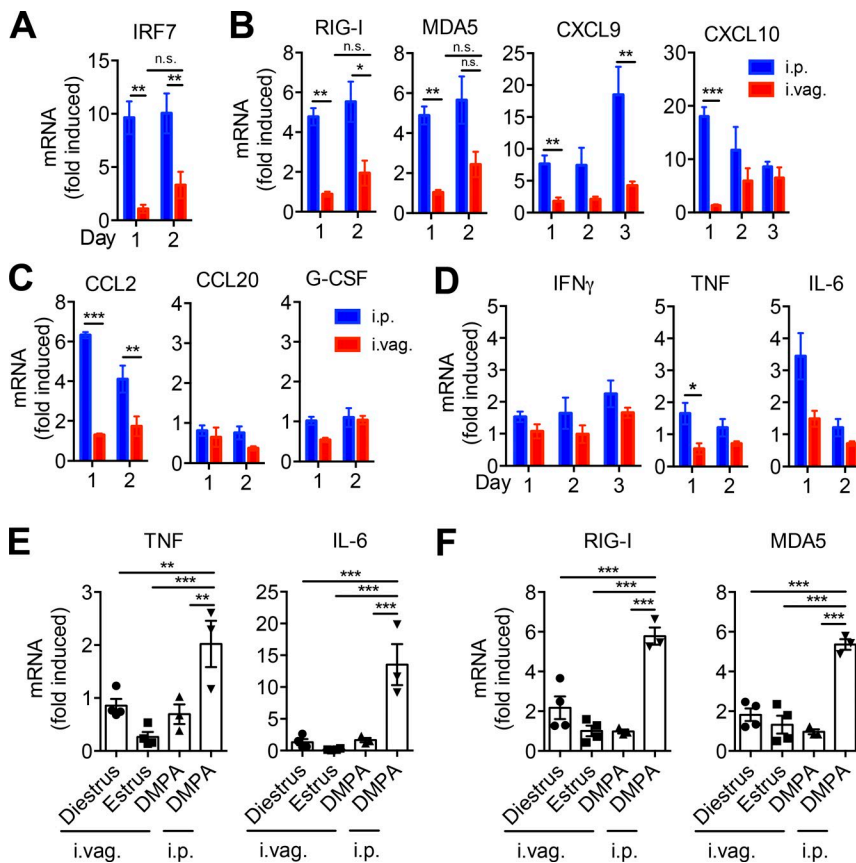 A
IRF7
mRNA
(fold induced)
15
10
5
0
n.s.
** **
Day 1 2
B
RIG-I
mRNA
(fold induced)
8
6
4
2
0
n.s.
** *
1 2
MDA5
8
6
4
2
0
n.s.
** n.s.
1 2
CXCL9
25
20
15
10
5
0
** **
1 2 3
CXCL10
30
20
10
0
***
1 2 3
i.p.
i.vag.
C
CCL2
mRNA
(fold induced)
8
6
4
2
0
*** **
1 2
CCL20
4
3
2
1
0
1 2
G-CSF
4
3
2
1
0
1 2
i.p.
i.vag.
D
IFNγ
mRNA
(fold induced)
5
4
3
2
1
0
Day 1 2 3
TNF
5
4
3
2
1
0
*
1 2
IL-6
5
4
3
2
1
0
1 2
E
TNF
mRNA
(fold induced)
3
2
1
0
**
***
**
Diestrus
Estrus
DMPA
DMPA
i.vag. i.p.
IL-6
25
20
15
10
5
0
***
***
***
Diestrus
Estrus
DMPA
DMPA
i.vag. i.p.
F
RIG-I
mRNA
(fold induced)
8
6
4
2
0
***
***
***
Diestrus
Estrus
DMPA
DMPA
i.vag. i.p.
MDA5
8
6
4
2
0
***
***
***
Diestrus
Estrus
DMPA
DMPA
i.vag. i.p.